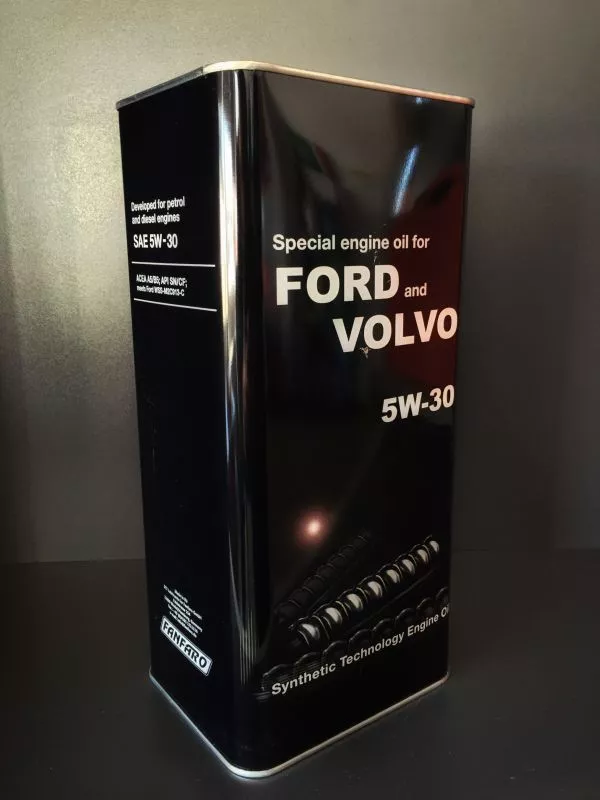 Developed for petrol
and diesel engines
SAE 5W-30
ACEA A5/B5; API SN/CF;
meets Ford WSS-M2C913-C
Special engine oil for
FORD and
VOLVO
5W-30
Synthetic Technology Engine Oil
FANFARO